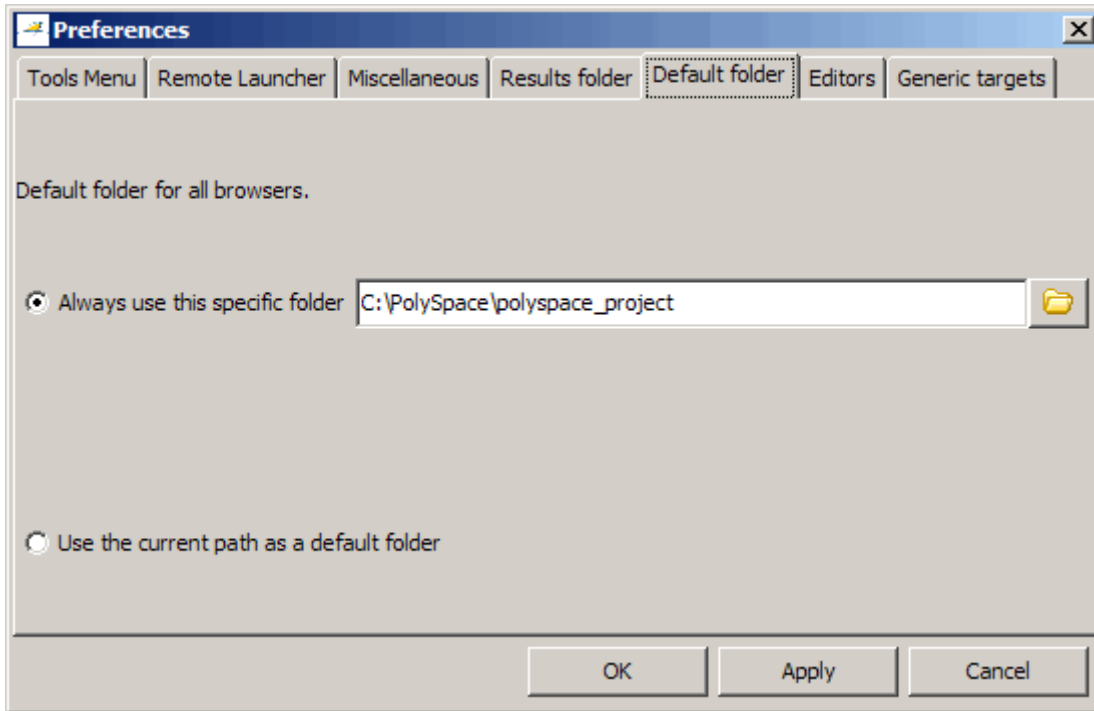 Preferences
Tools Menu Remote Launcher Miscellaneous Results folder Default folder Editors Generic targets
Default folder for all browsers.
Always use this specific folder C:\PolySpace\polyspace_project
Use the current path as a default folder
OK Apply Cancel